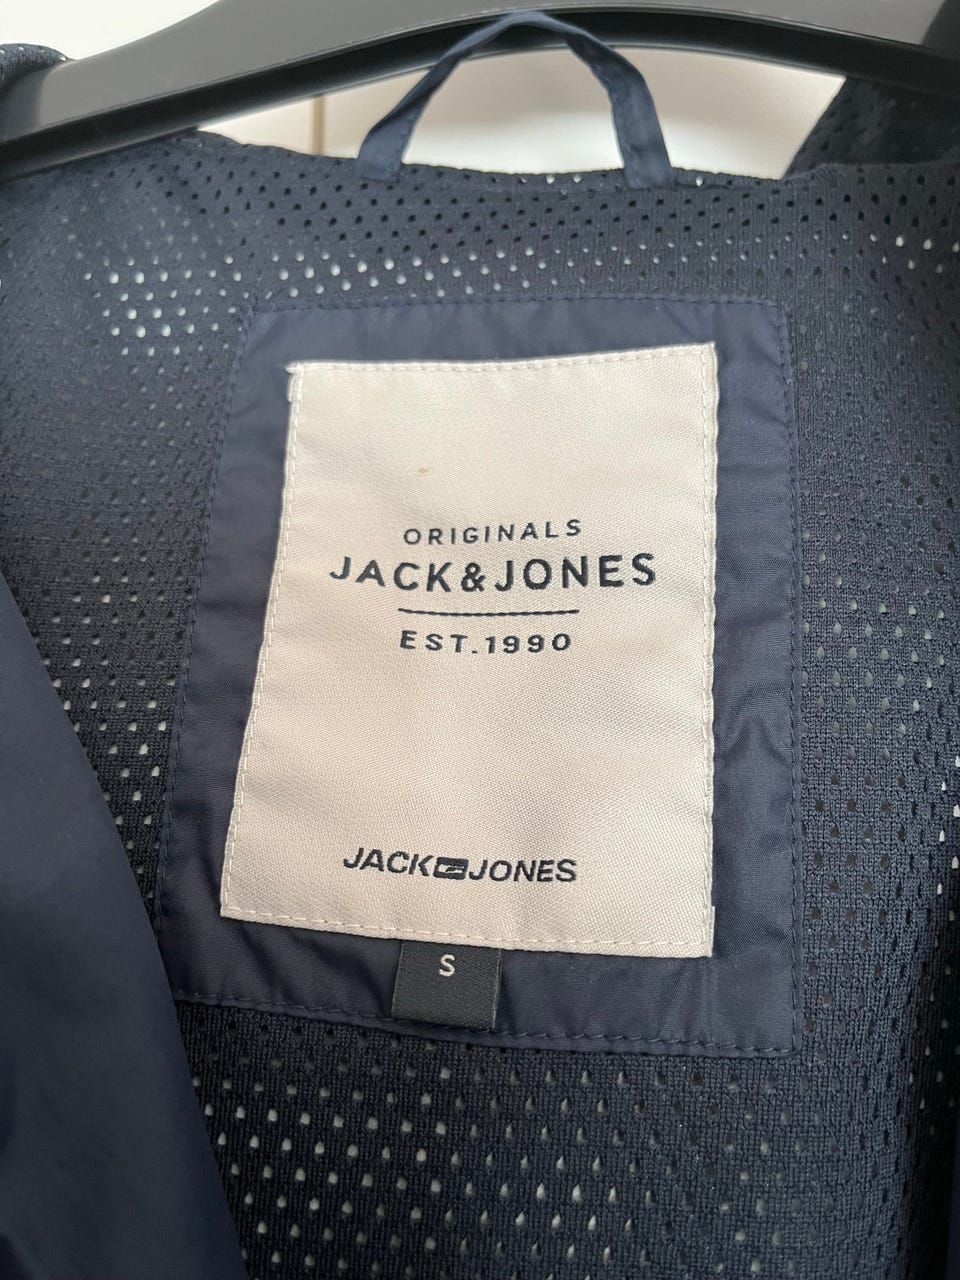 ORIGINALS
JACK&JONES
EST.1990
JACK JONES
S